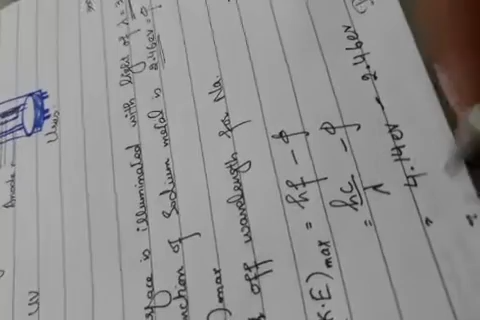 Anode
Uses
UV
surface is illuminated with light of λ = 3
function of Sodium metal is 2.46eV = φ
) max
off wavelength for Na.
K.E)max = hf - φ
= hc/λ - φ
= 4.14eV - 2.46eV
=